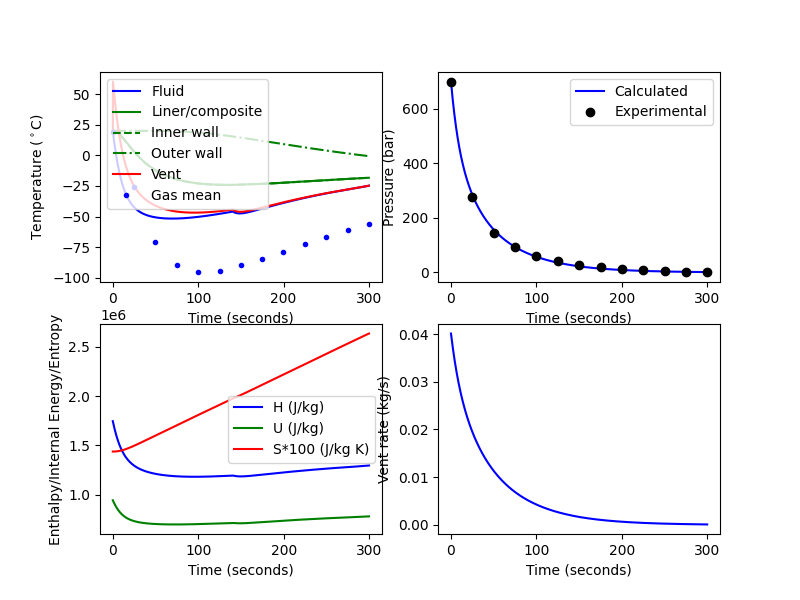 Temperature (°C)
50
25
0
−25
−50
−75
−100
Fluid
Liner/composite
Inner wall
Outer wall
Vent
Gas mean
0
100
200
300
Time (seconds)
Pressure (bar)
600
400
200
0
Calculated
Experimental
0
100
200
300
Time (seconds)
1e6
Enthalpy/Internal Energy/Entropy
2.5
2.0
1.5
1.0
H (J/kg)
U (J/kg)
S*100 (J/kg K)
0
100
200
300
Time (seconds)
Vent rate (kg/s)
0.04
0.03
0.02
0.01
0.00
0
100
200
300
Time (seconds)